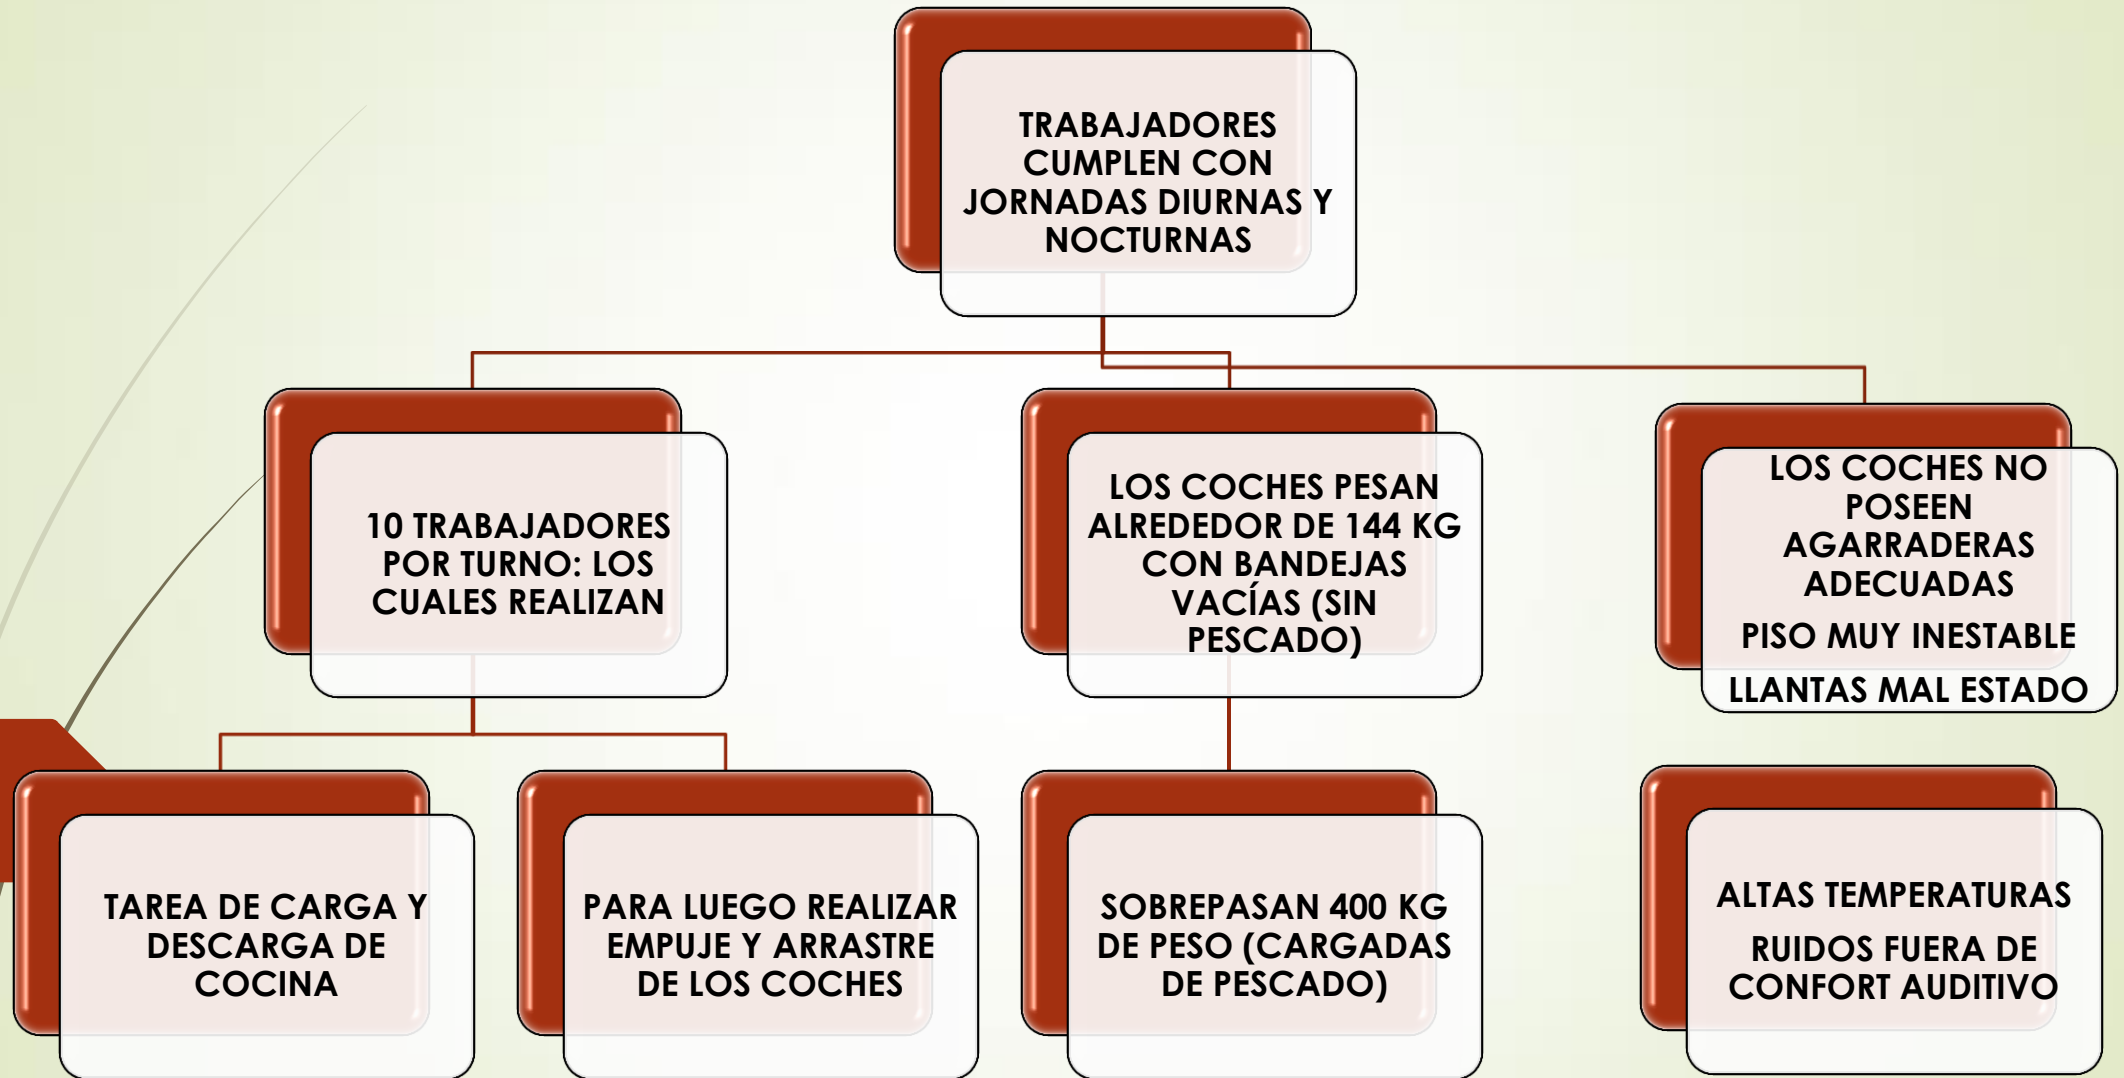 TRABAJADORES
CUMPLEN CON
JORNADAS DIURNAS Y
NOCTURNAS
10 TRABAJADORES
POR TURNO: LOS
CUALES REALIZAN
LOS COCHES PESAN
ALREDEDOR DE 144 KG
CON BANDEJAS
VACÍAS (SIN
PESCADO)
LOS COCHES NO
POSEEN
AGARRADERAS
ADECUADAS
PISO MUY INESTABLE
LLANTAS MAL ESTADO
TAREA DE CARGA Y
DESCARGA DE
COCINA
PARA LUEGO REALIZAR
EMPUJE Y ARRASTRE
DE LOS COCHES
SOBREPASAN 400 KG
DE PESO (CARGADAS
DE PESCADO)
ALTAS TEMPERATURAS
RUIDOS FUERA DE
CONFORT AUDITIVO